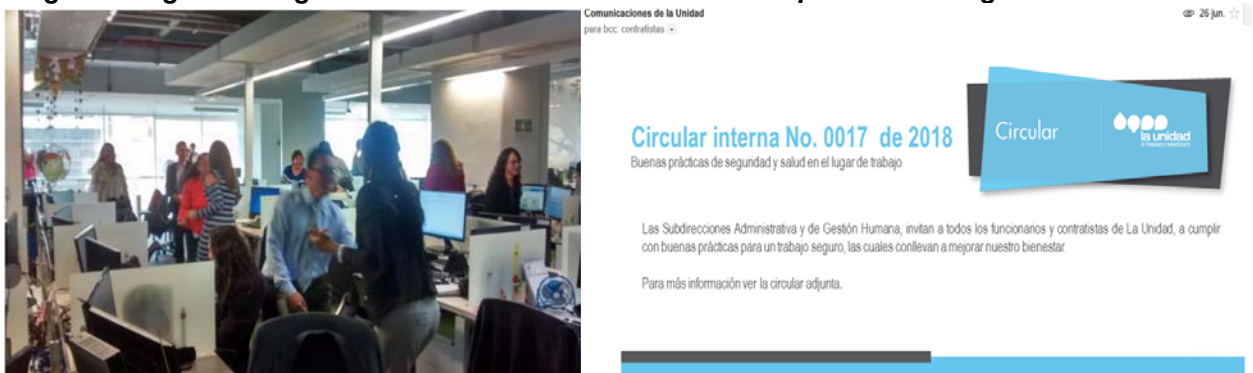 Comunicaciones de la Unidad
26 jun.
para bcc: contratistas
Circular interna No. 0017 de 2018
Buenas prácticas de seguridad y salud en el lugar de trabajo
Circular
la unidad
Las Subdirecciones Administrativa y de Gestión Humana, invitan a todos los funcionarios y contratistas de La Unidad, a cumplir
con buenas prácticas para un trabajo seguro, las cuales conllevan a mejorar nuestro bienestar.
Para más información ver la circular adjunta.